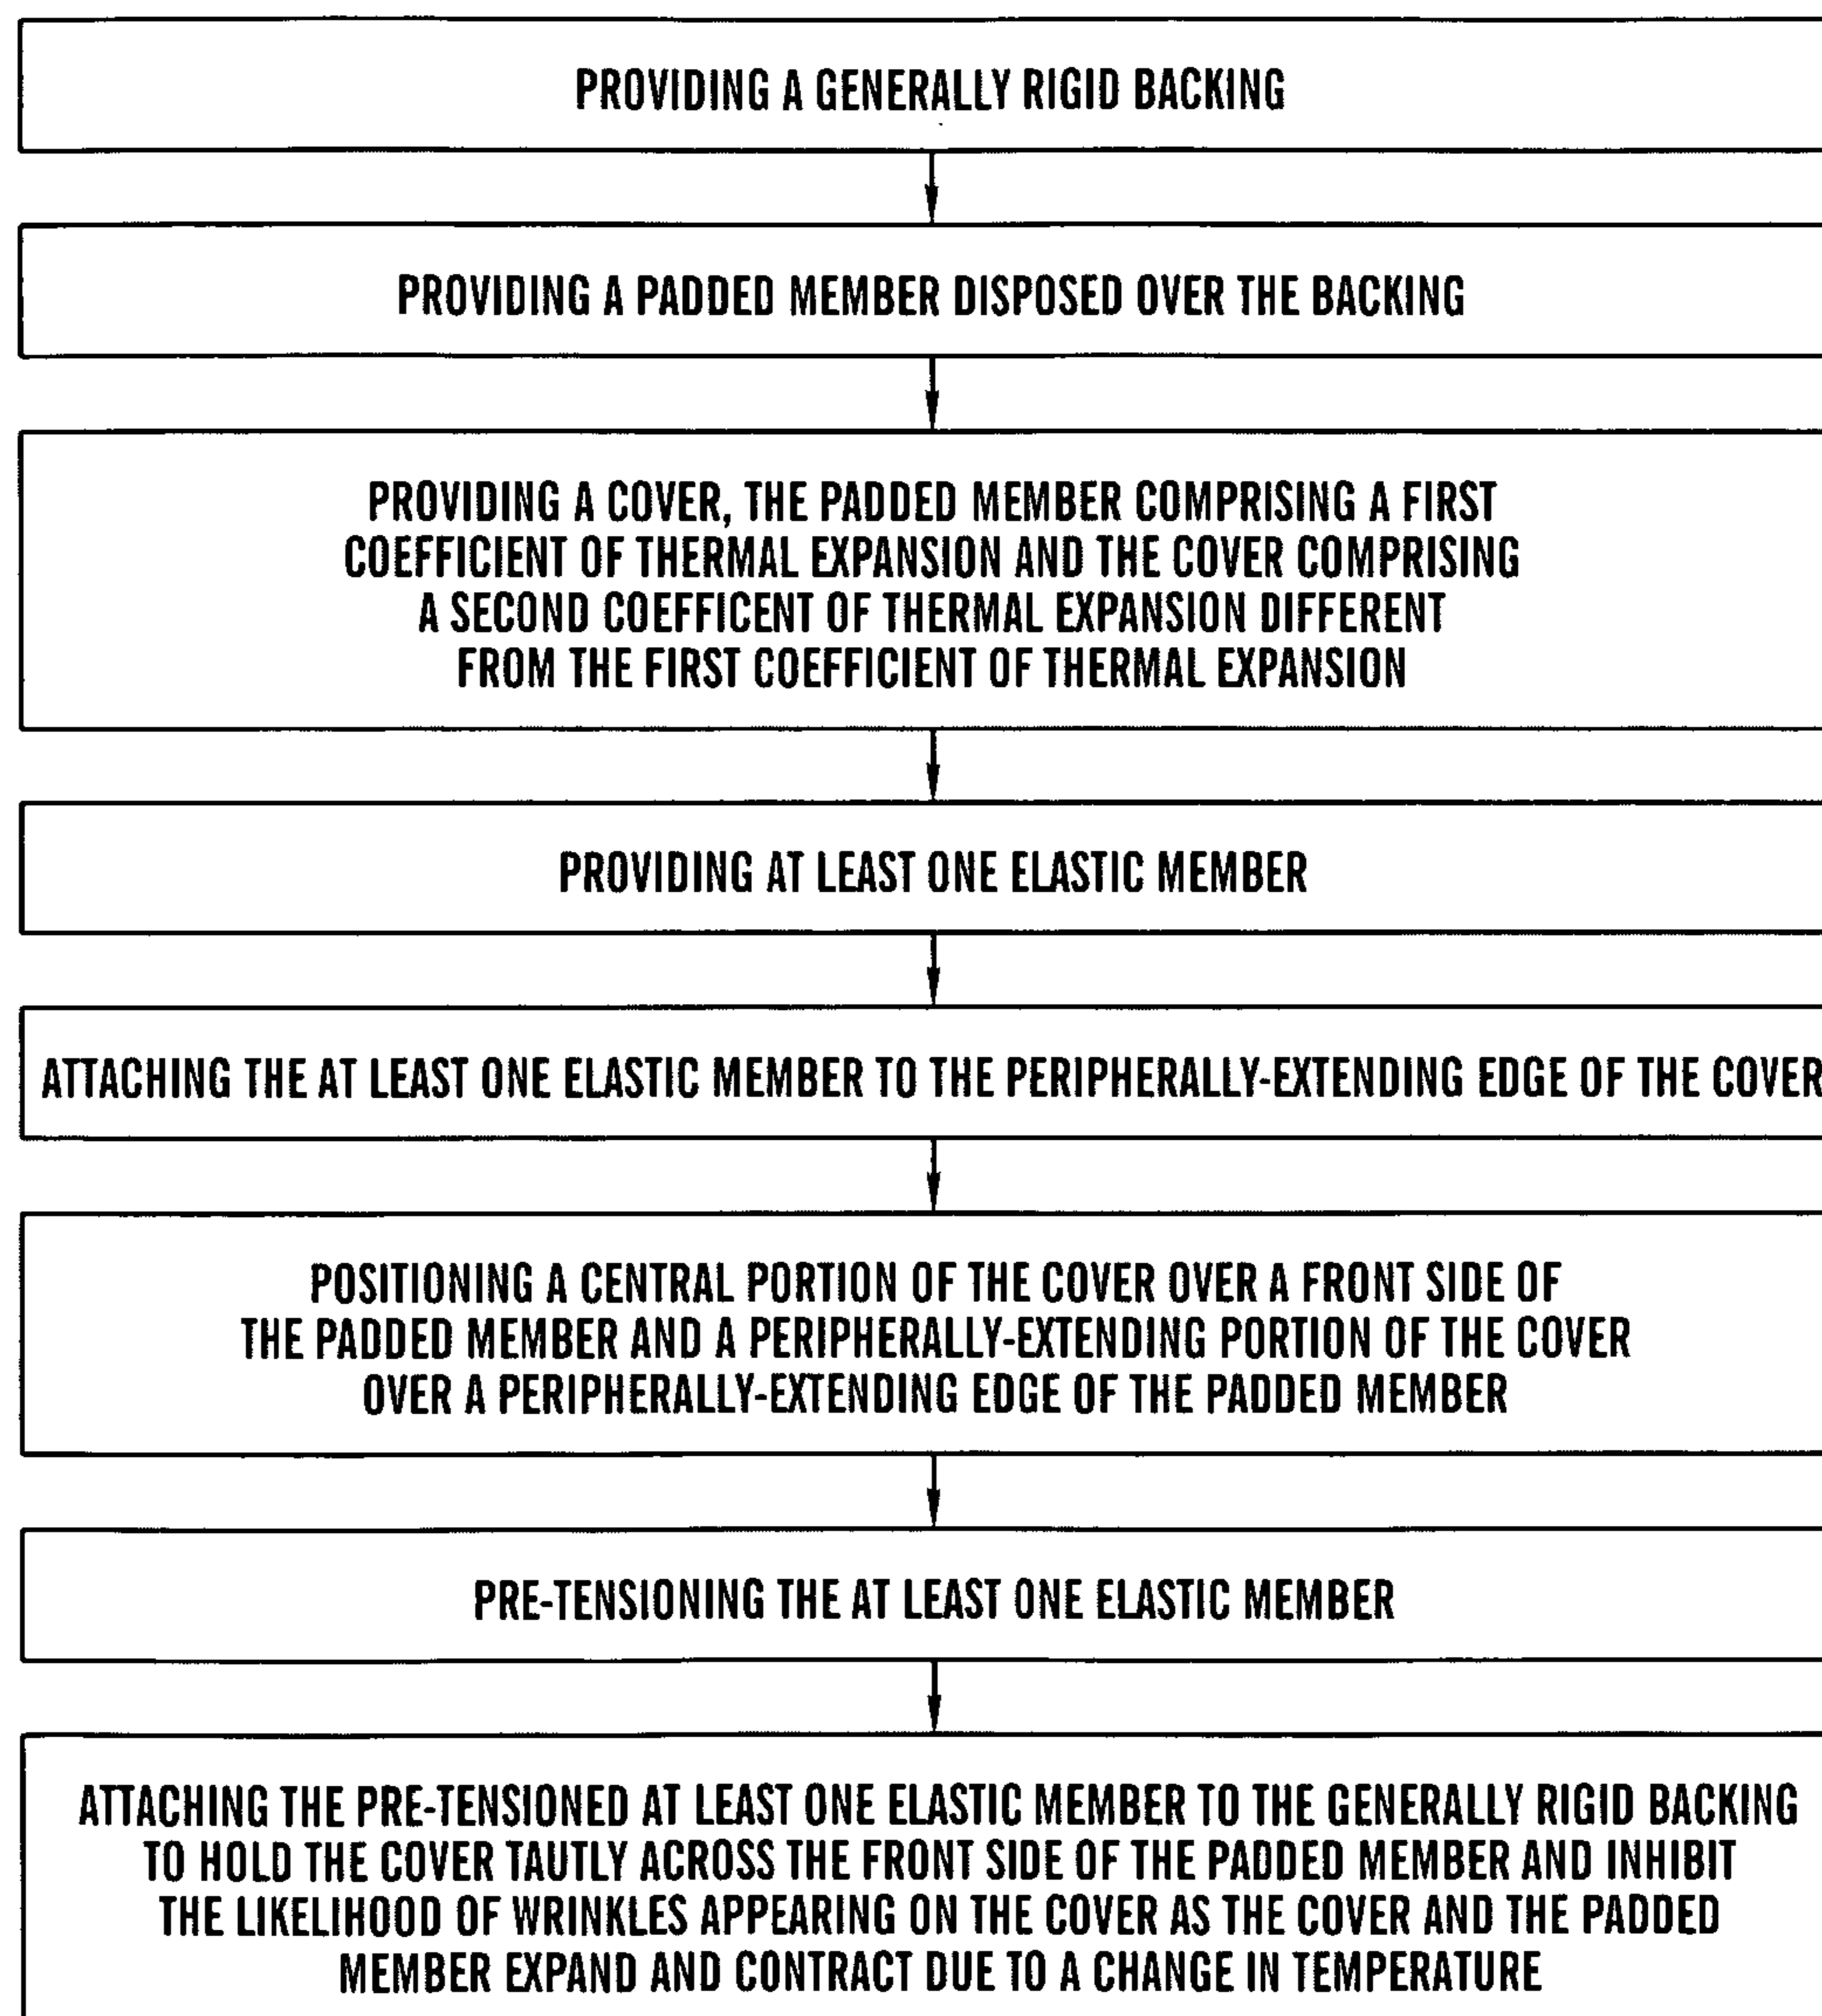 PROVIDING A GENERALLY RIGID BACKING
PROVIDING A PADDED MEMBER DISPOSED OVER THE BACKING
PROVIDING A COVER, THE PADDED MEMBER COMPRISING A FIRST
COEFFICIENT OF THERMAL EXPANSION AND THE COVER COMPRISING
A SECOND COEFFICENT OF THERMAL EXPANSION DIFFERENT
FROM THE FIRST COEFFICIENT OF THERMAL EXPANSION
PROVIDING AT LEAST ONE ELASTIC MEMBER
ATTACHING THE AT LEAST ONE ELASTIC MEMBER TO THE PERIPHERALLY-EXTENDING EDGE OF THE COVER
POSITIONING A CENTRAL PORTION OF THE COVER OVER A FRONT SIDE OF
THE PADDED MEMBER AND A PERIPHERALLY-EXTENDING PORTION OF THE COVER
OVER A PERIPHERALLY-EXTENDING EDGE OF THE PADDED MEMBER
PRE-TENSIONING THE AT LEAST ONE ELASTIC MEMBER
ATTACHING THE PRE-TENSIONED AT LEAST ONE ELASTIC MEMBER TO THE GENERALLY RIGID BACKING
TO HOLD THE COVER TAUTLY ACROSS THE FRONT SIDE OF THE PADDED MEMBER AND INHIBIT
THE LIKELIHOOD OF WRINKLES APPEARING ON THE COVER AS THE COVER AND THE PADDED
MEMBER EXPAND AND CONTRACT DUE TO A CHANGE IN TEMPERATURE